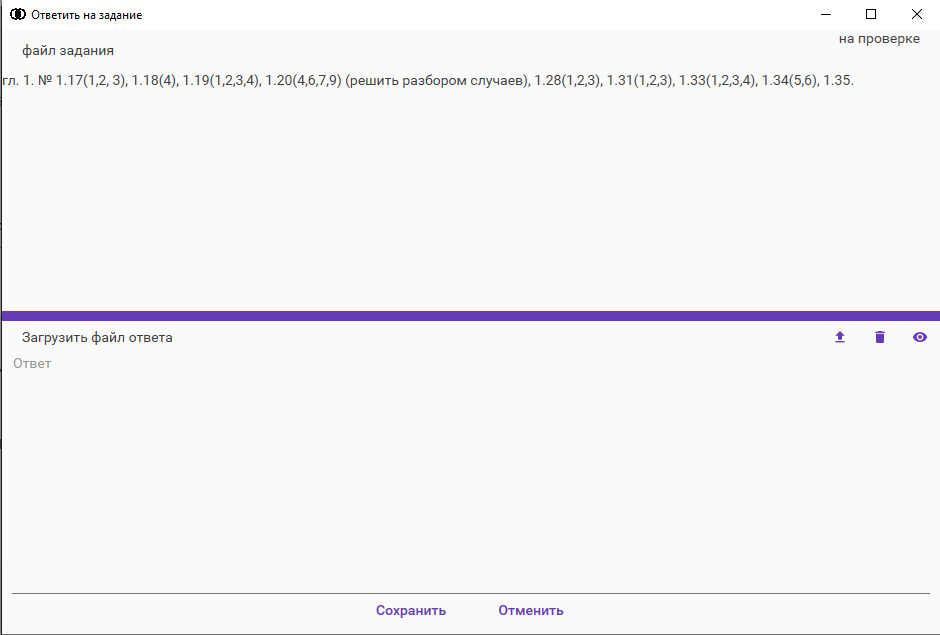 Ответить на задание
на проверке
файл задания
гл. 1. № 1.17(1,2, 3), 1.18(4), 1.19(1,2,3,4), 1.20(4,6,7,9) (решить разбором случаев), 1.28(1,2,3), 1.31(1,2,3), 1.33(1,2,3,4), 1.34(5,6), 1.35.
Загрузить файл ответа
Ответ
Сохранить Отменить